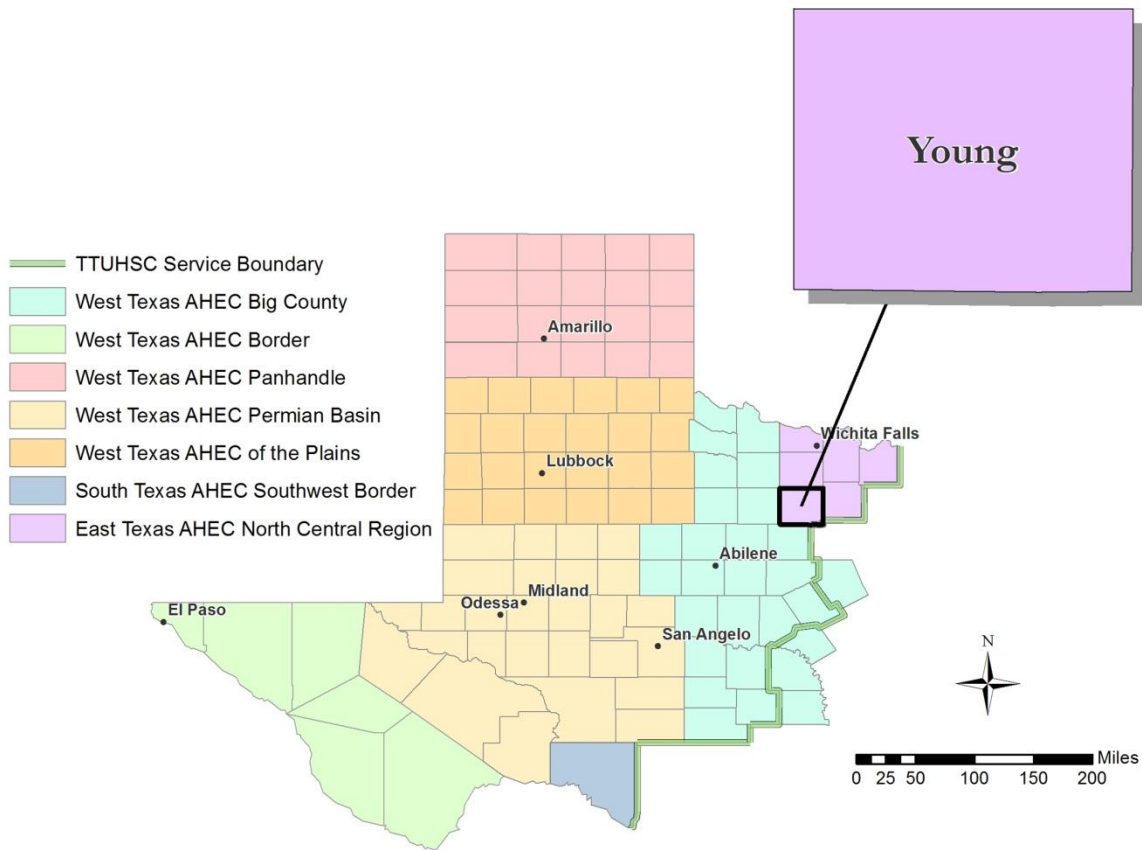 Young
TTUHSC Service Boundary
West Texas AHEC Big County
West Texas AHEC Border
West Texas AHEC Panhandle
West Texas AHEC Permian Basin
West Texas AHEC of the Plains
South Texas AHEC Southwest Border
East Texas AHEC North Central Region
Amarillo
Wichita Falls
Lubbock
Abilene
Midland
Odessa
El Paso
San Angelo
N
Miles
0 25 50 100 150 200